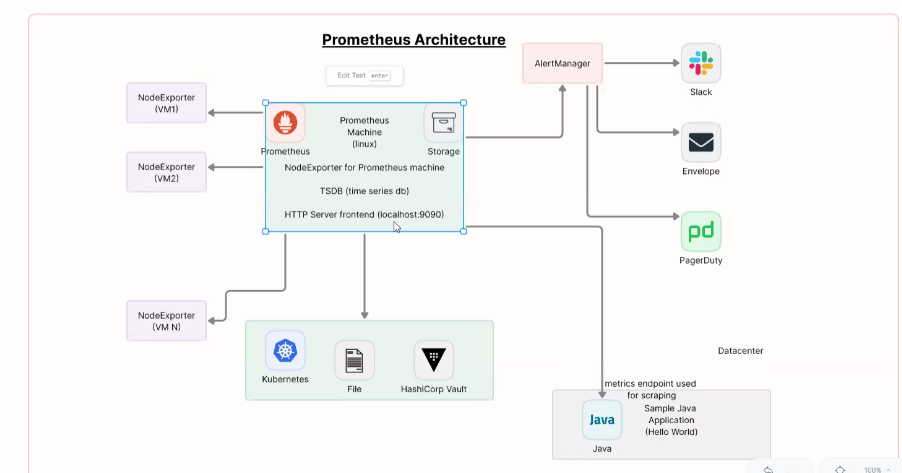 Prometheus Architecture
Edit Text enter
AlertManager
Slack
NodeExporter
(VM1)
Prometheus
Machine
(linux)
Prometheus
Storage
Envelope
NodeExporter
(VM2)
NodeExporter for Prometheus machine
TSDB (time series db)
HTTP Server frontend (localhost:9090)
pd
PagerDuty
NodeExporter
(VM N)
Kubernetes
File
HashiCorp Vault
Datacenter
metrics endpoint used
for scraping
Sample Java
Application
(Hello World)
Java
Java
100%